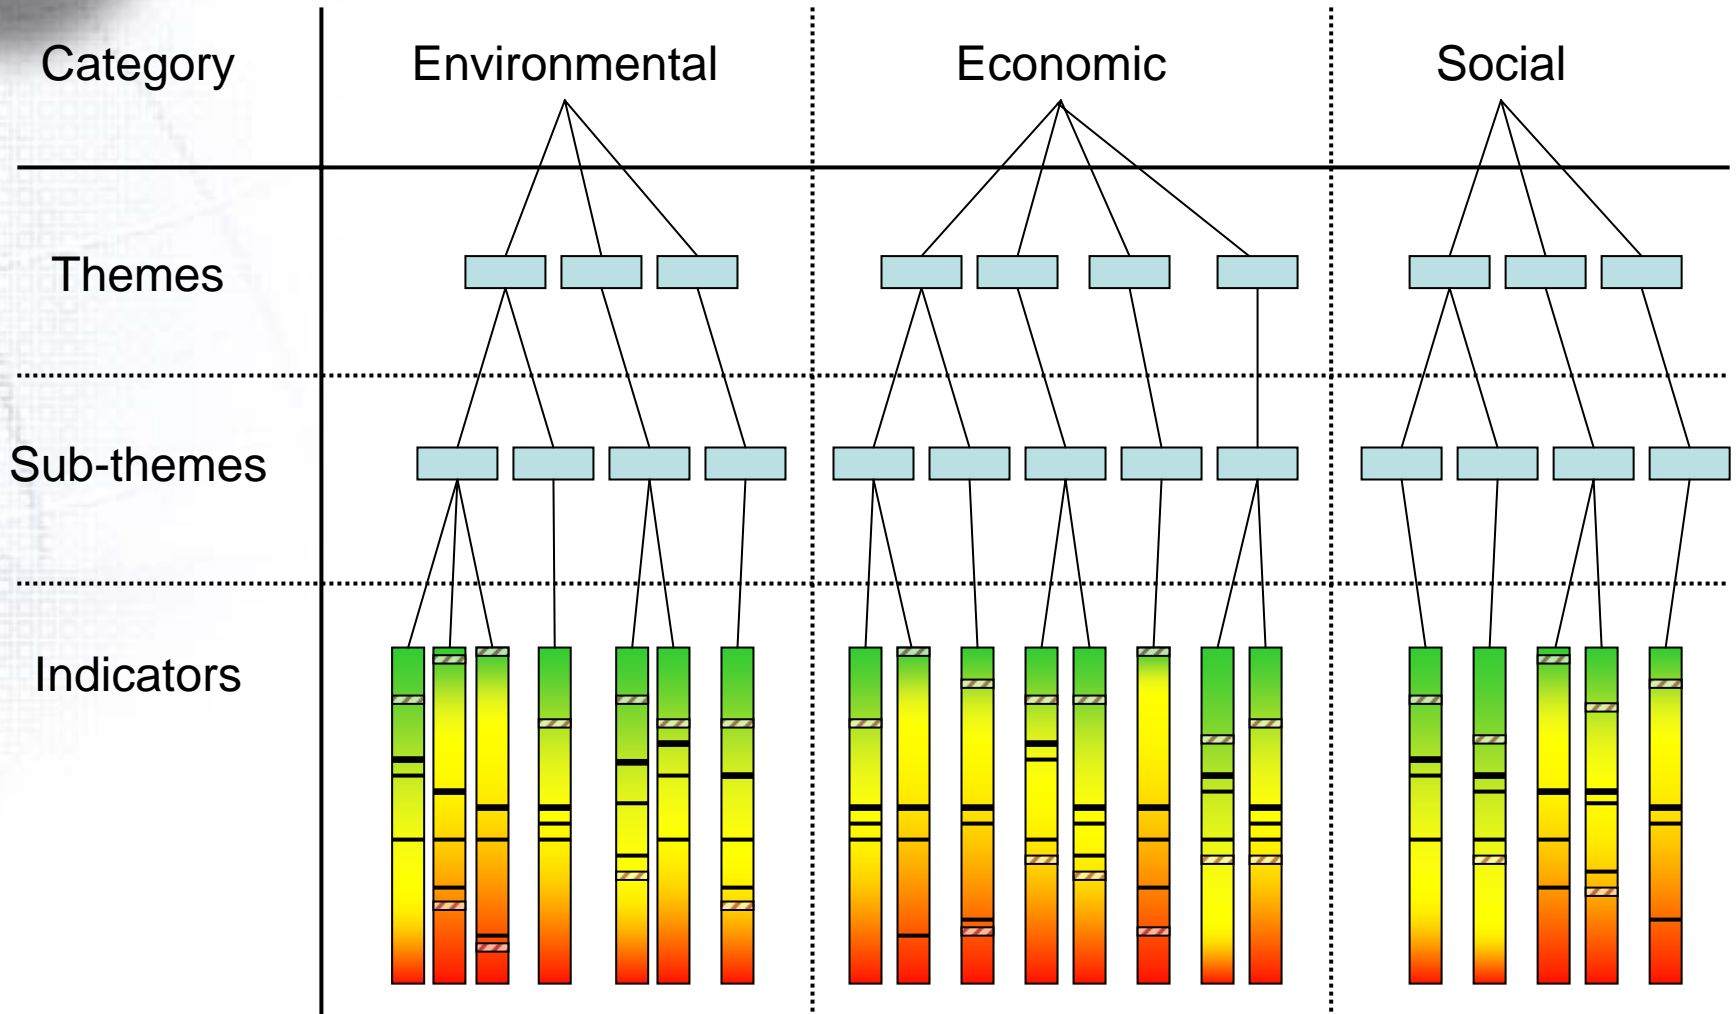 Category
Environmental
Economic
Social
Themes
Sub-themes
Indicators